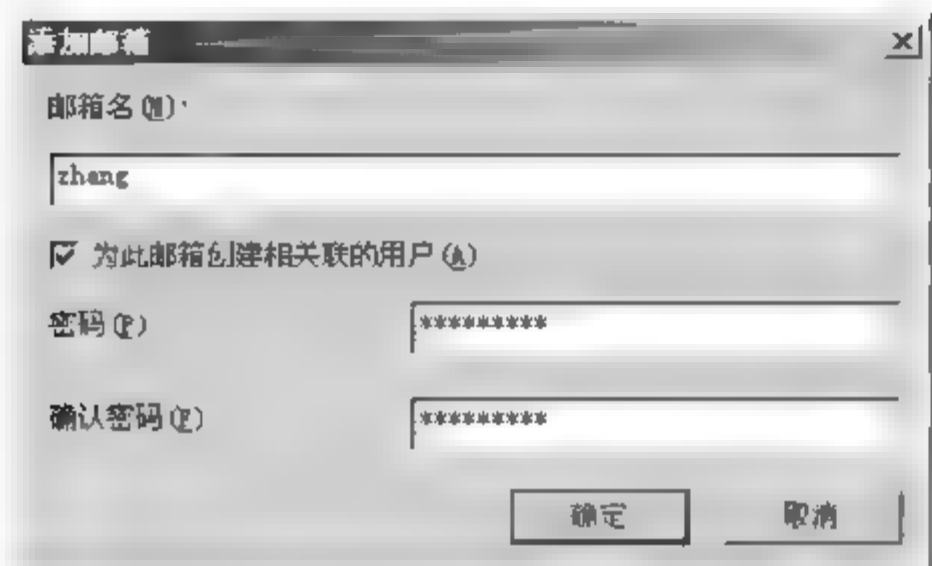 添加邮箱
邮箱名(N):
zhang
为此邮箱创建相关联的用户(A)
密码(P) *********
确认密码(P) *********
确定 取消